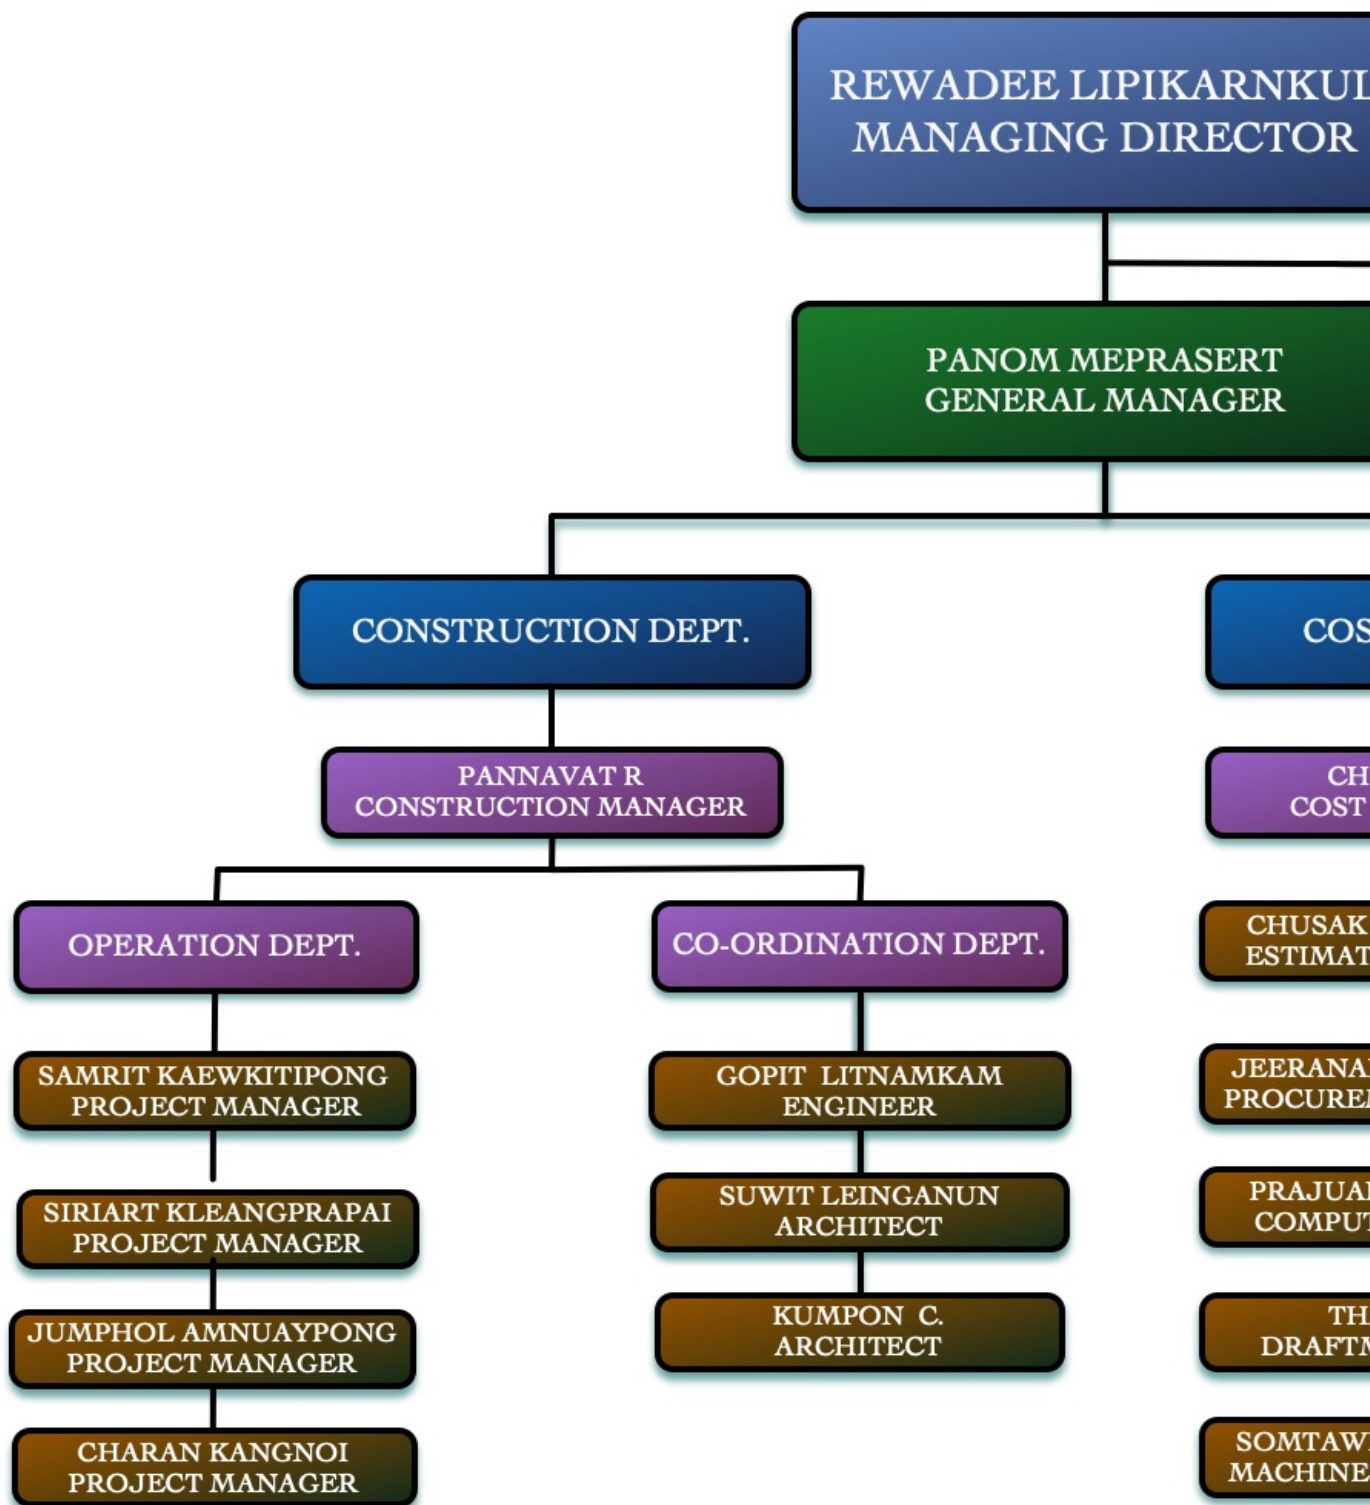 REWADEE LIPIKARNKUL
MANAGING DIRECTOR
PANOM MEPRASERT
GENERAL MANAGER
CONSTRUCTION DEPT.
PANNAVAT R
CONSTRUCTION MANAGER
COST
OPERATION DEPT.
CO-ORDINATION DEPT.
CHUSAK
SAMRIT KAEWKITIPONG
PROJECT MANAGER
GOPIT LITNAMKAM
ENGINEER
SIRIART KLEANGPRAPAI
PROJECT MANAGER
SUWIT LEINGANUN
ARCHITECT
JUMPHOL AMNUAYPONG
PROJECT MANAGER
KUMPON C.
ARCHITECT
CHARAN KANGNOI
PROJECT MANAGER